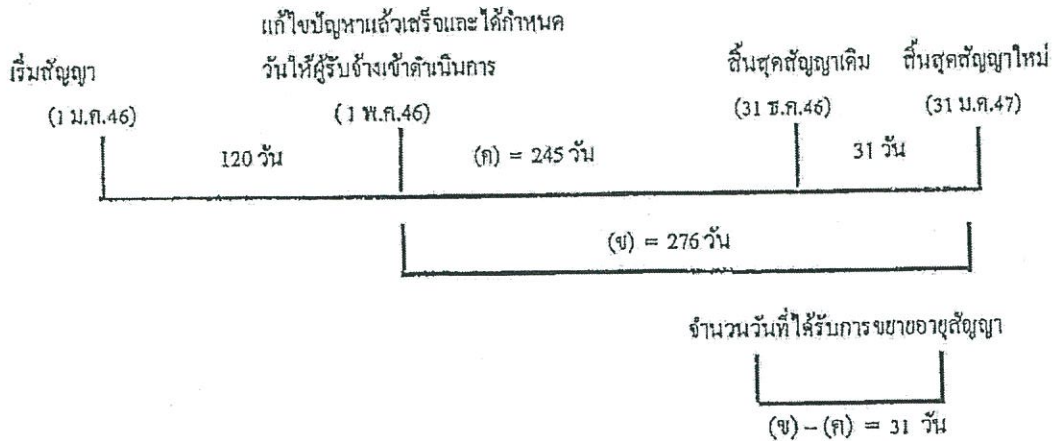 แก้ไขปัญหาแล้วเสร็จและได้กำหนด
วันให้ผู้รับจ้างเข้าดำเนินการ
เริ่มสัญญา
สิ้นสุดสัญญาเดิม
สิ้นสุดสัญญาใหม่
(1 ม.ค.46)
(1 พ.ค.46)
(31 ธ.ค.46)
(31 ม.ค.47)
120 วัน
(ค) = 245 วัน
31 วัน
(ข) = 276 วัน
จำนวนวันที่ได้รับการขยายอายุสัญญา
(ข) – (ค) = 31 วัน